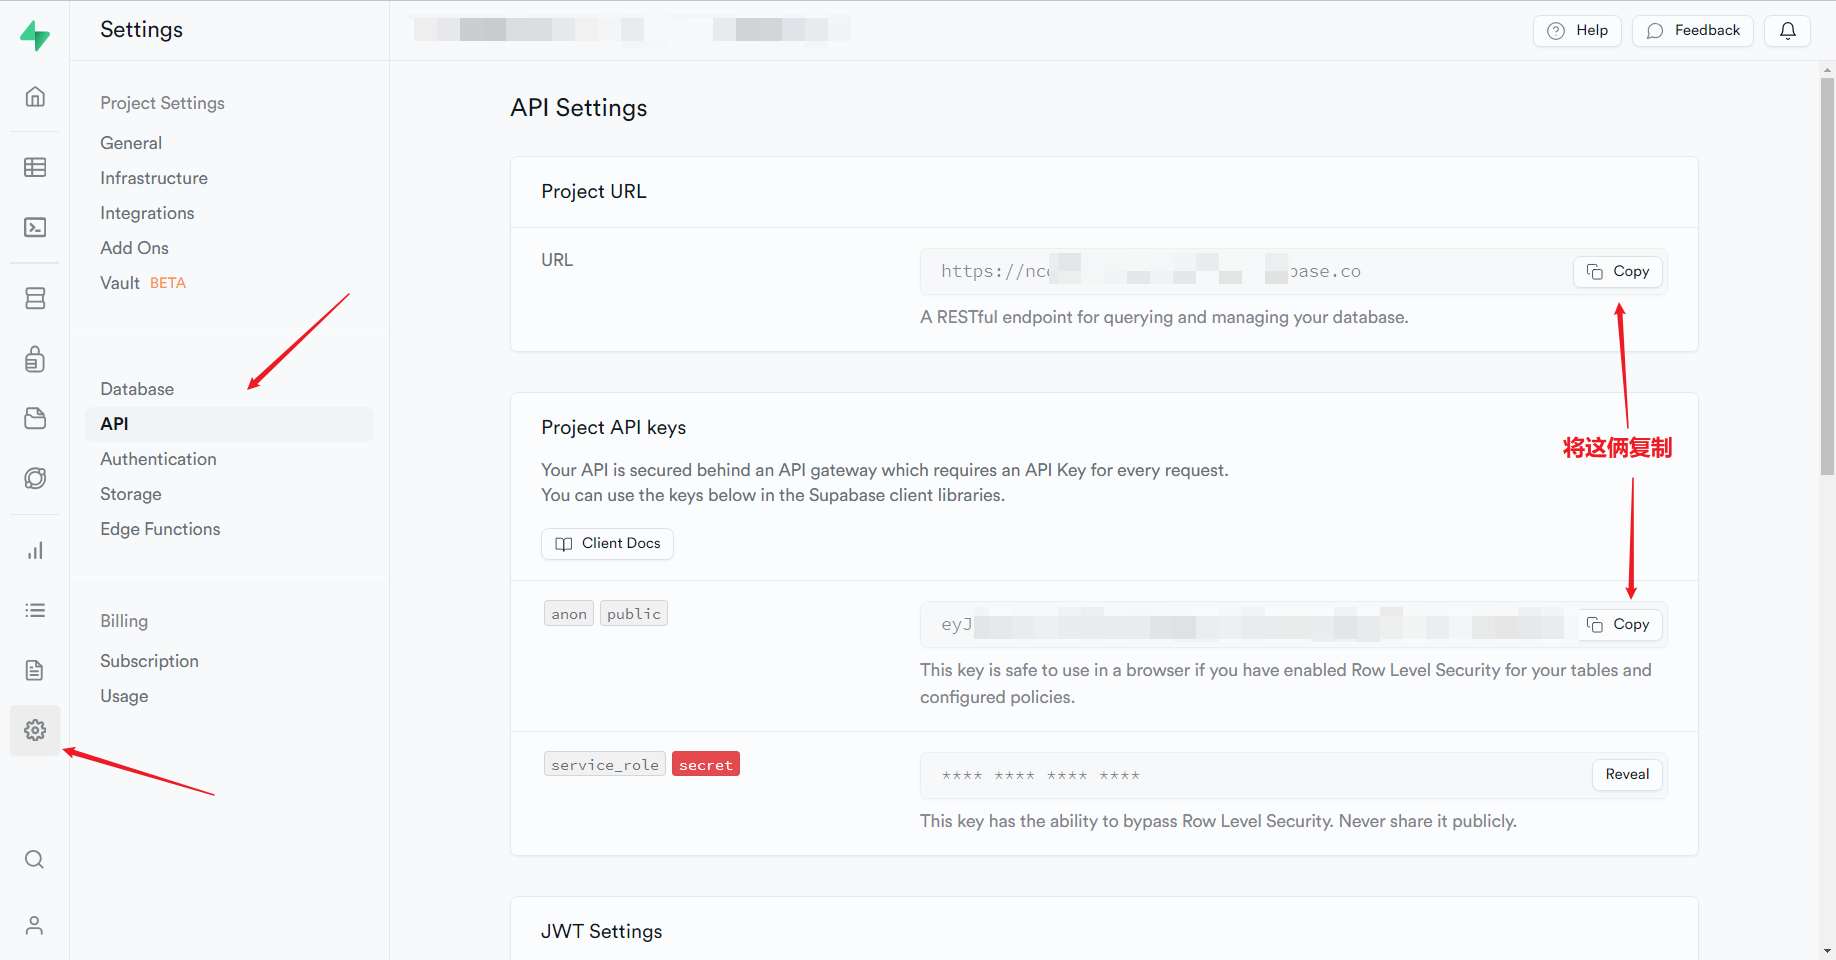 Settings
Help
Feedback
Project Settings
General
Infrastructure
Integrations
Add Ons
Vault BETA
Database
API
Authentication
Storage
Edge Functions
Billing
Subscription
Usage
API Settings
Project URL
URL
https://nc base.co
Copy
A RESTful endpoint for querying and managing your database.
将这俩复制
Project API keys
Your API is secured behind an API gateway which requires an API Key for every request.
You can use the keys below in the Supabase client libraries.
Client Docs
anon public
eyJ
Copy
This key is safe to use in a browser if you have enabled Row Level Security for your tables and
configured policies.
service_role secret
**** **** **** ****
Reveal
This key has the ability to bypass Row Level Security. Never share it publicly.
JWT Settings